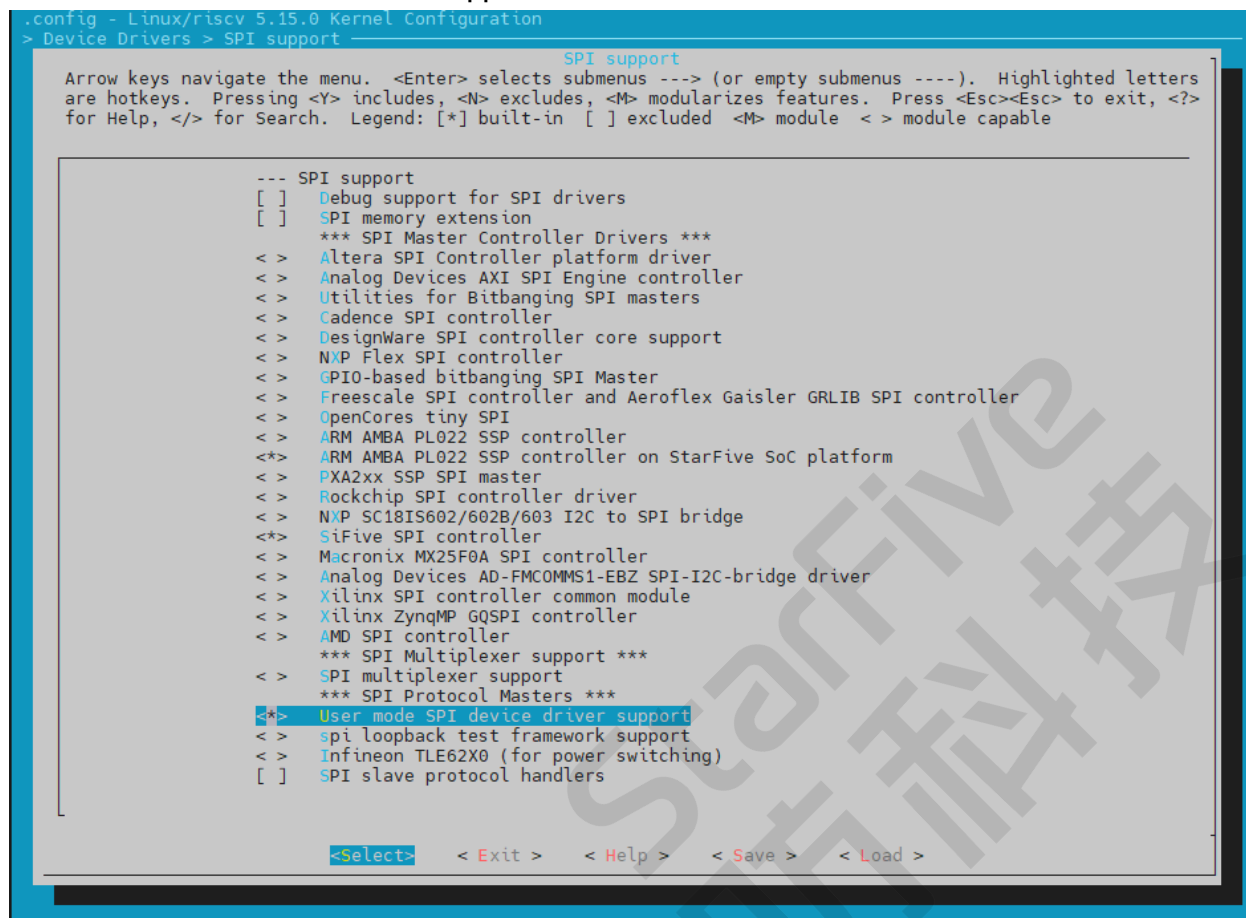 .config - Linux/riscv 5.15.0 Kernel Configuration
> Device Drivers > SPI support
SPI support
Arrow keys navigate the menu. <Enter> selects submenus ---> (or empty submenus ----). Highlighted letters
are hotkeys. Pressing <Y> includes, <N> excludes, <M> modularizes features. Press <Esc><Esc> to exit, <?>
for Help, </> for Search. Legend: [*] built-in [ ] excluded <M> module < > module capable
--- SPI support
[ ] Debug support for SPI drivers
[ ] SPI memory extension
*** SPI Master Controller Drivers ***
< > Altera SPI Controller platform driver
< > Analog Devices AXI SPI Engine controller
< > Utilities for Bitbanging SPI masters
< > Cadence SPI controller
< > DesignWare SPI controller core support
< > NXP Flex SPI controller
< > GPIO-based bitbanging SPI Master
< > Freescale SPI controller and Aeroflex Gaisler GRLIB SPI controller
< > OpenCores tiny SPI
< > ARM AMBA PL022 SSP controller
<*> ARM AMBA PL022 SSP controller on StarFive SoC platform
< > PXA2xx SSP SPI master
< > Rockchip SPI controller driver
< > NXP SC18IS602/602B/603 I2C to SPI bridge
<*> SiFive SPI controller
< > Macronix MX25F0A SPI controller
< > Analog Devices AD-FMCOMMS1-EBZ SPI-I2C-bridge driver
< > Xilinx SPI controller common module
< > Xilinx ZynqMP GQSPI controller
< > AMD SPI controller
*** SPI Multiplexer support ***
< > SPI multiplexer support
*** SPI Protocol Masters ***
<*> User mode SPI device driver support
< > spi loopback test framework support
< > Infineon TLE62X0 (for power switching)
[ ] SPI slave protocol handlers
<Select> < Exit > < Help > < Save > < Load >
StarFive
科技